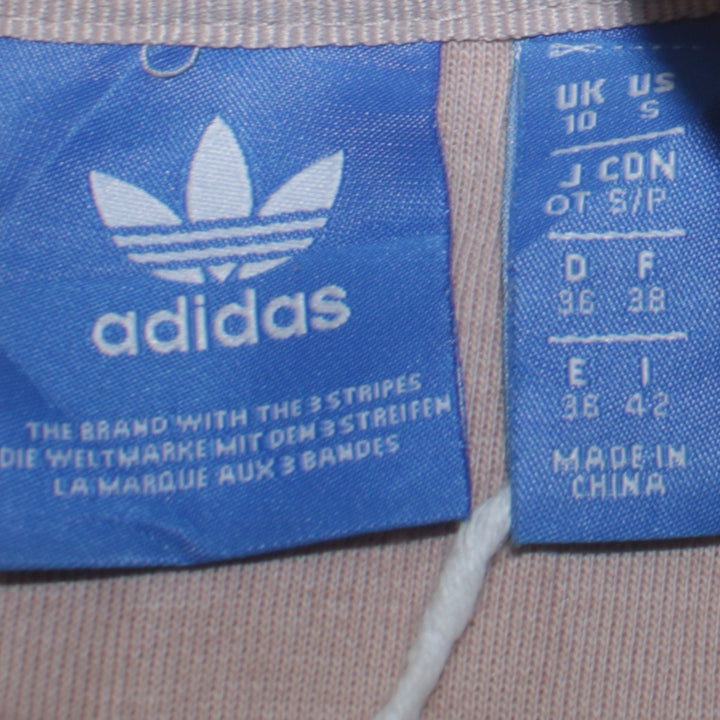 adidas
THE BRAND WITH THE 3 STRIPES
DIE WELTMARKE MIT DEN 3 STREIFEN
LA MARQUE AUX 3 BANDES
UK US
10 S
J CDN
OT S/P
D F
36 38
E I
38 42
MADE IN
CHINA